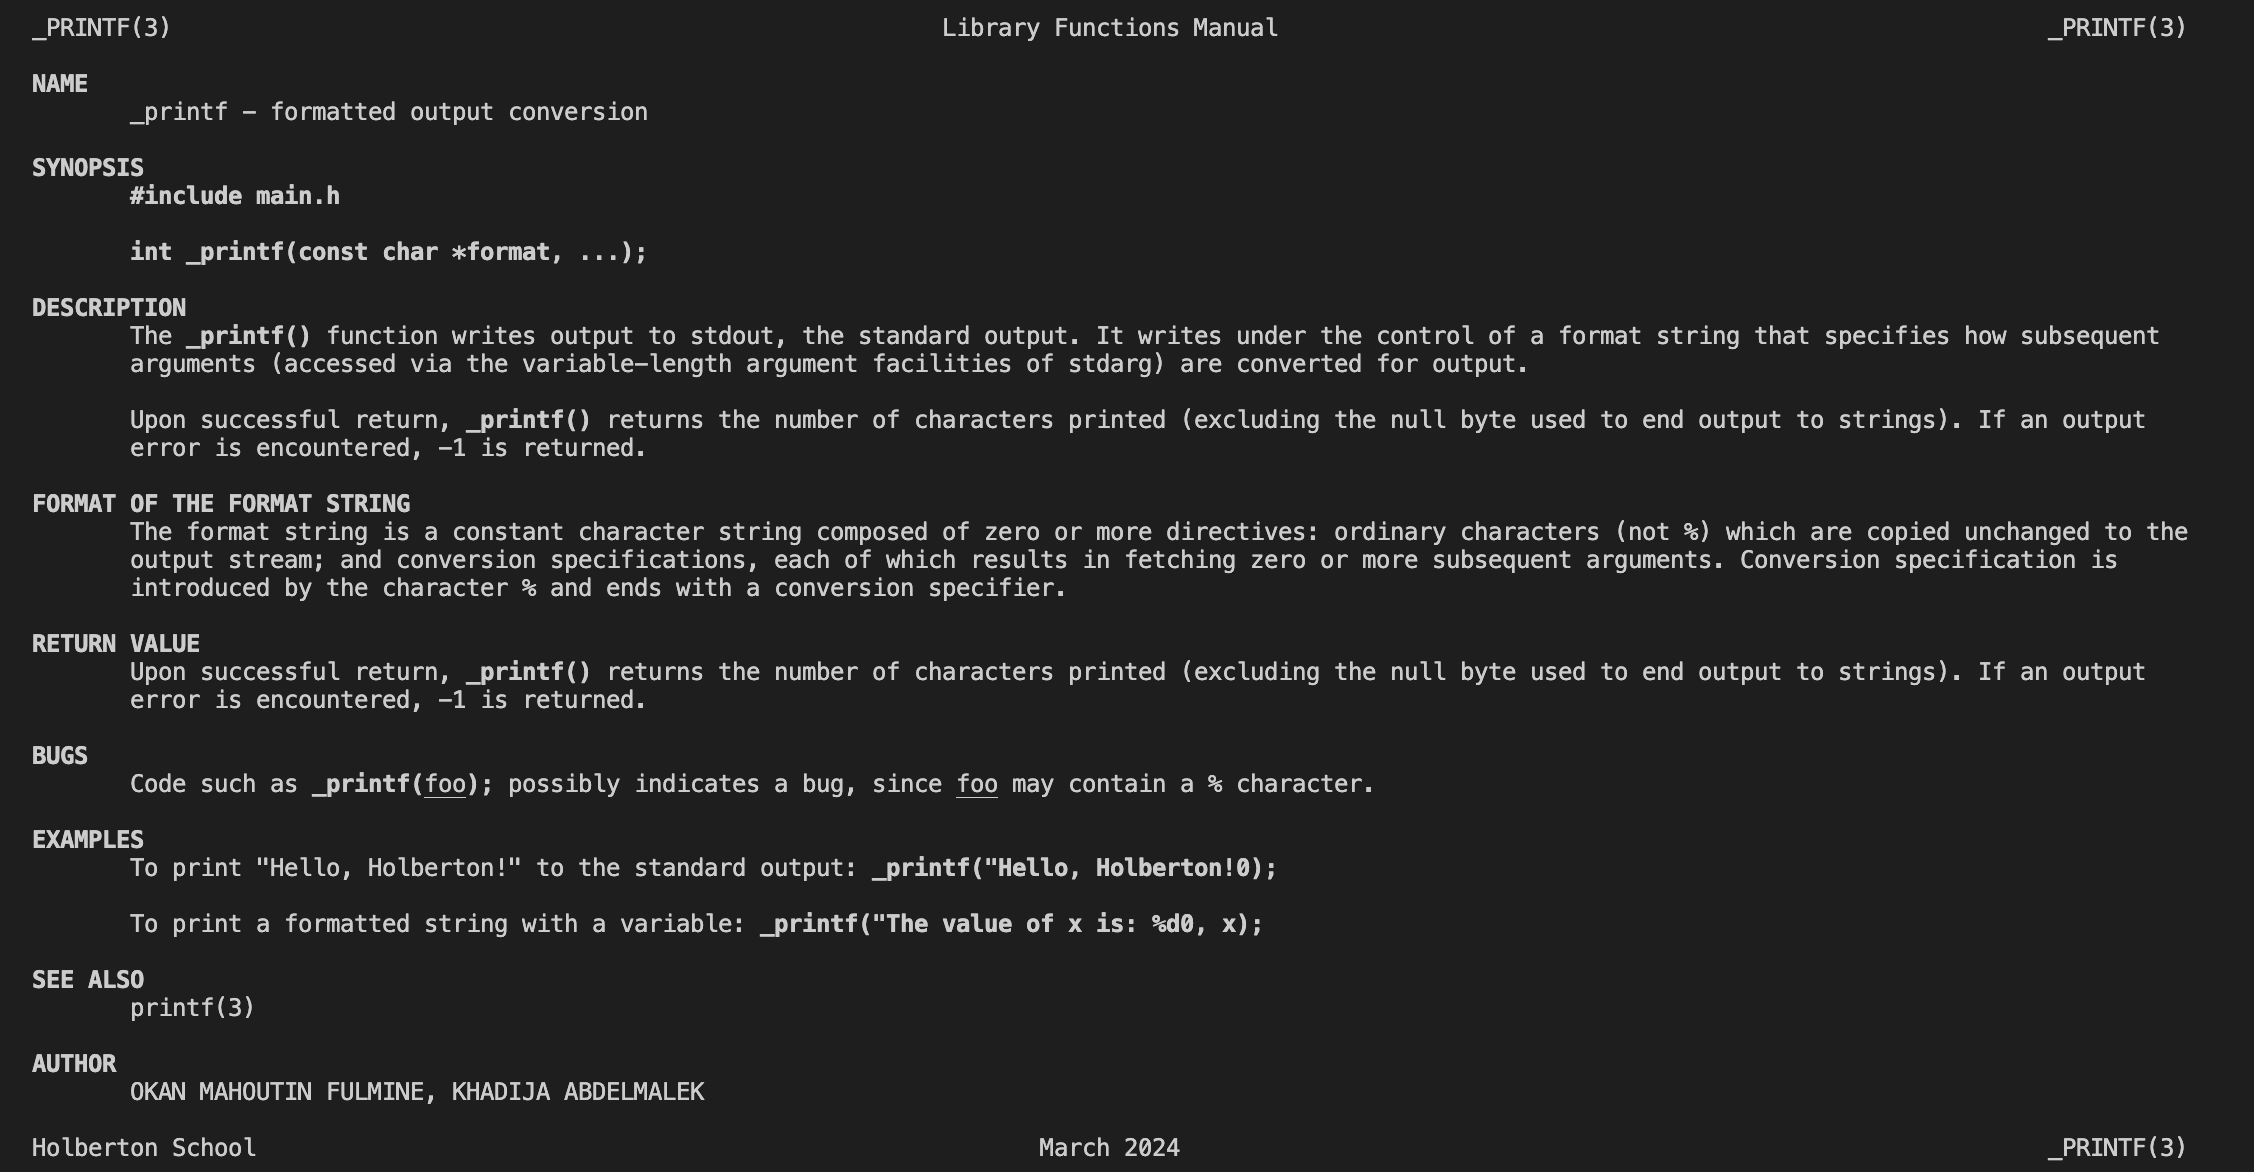 _PRINTF(3) Library Functions Manual _PRINTF(3)
NAME
_printf - formatted output conversion
SYNOPSIS
#include main.h
int _printf(const char *format, ...);
DESCRIPTION
The _printf() function writes output to stdout, the standard output. It writes under the control of a format string that specifies how subsequent
arguments (accessed via the variable-length argument facilities of stdarg) are converted for output.
Upon successful return, _printf() returns the number of characters printed (excluding the null byte used to end output to strings). If an output
error is encountered, -1 is returned.
FORMAT OF THE FORMAT STRING
The format string is a constant character string composed of zero or more directives: ordinary characters (not %) which are copied unchanged to the
output stream; and conversion specifications, each of which results in fetching zero or more subsequent arguments. Conversion specification is
introduced by the character % and ends with a conversion specifier.
RETURN VALUE
Upon successful return, _printf() returns the number of characters printed (excluding the null byte used to end output to strings). If an output
error is encountered, -1 is returned.
BUGS
Code such as _printf(foo); possibly indicates a bug, since foo may contain a % character.
EXAMPLES
To print "Hello, Holberton!" to the standard output: _printf("Hello, Holberton!0);
To print a formatted string with a variable: _printf("The value of x is: %d0, x);
SEE ALSO
printf(3)
AUTHOR
OKAN MAHOUTIN FULMINE, KHADIJA ABDELMALEK
Holberton School March 2024 _PRINTF(3)